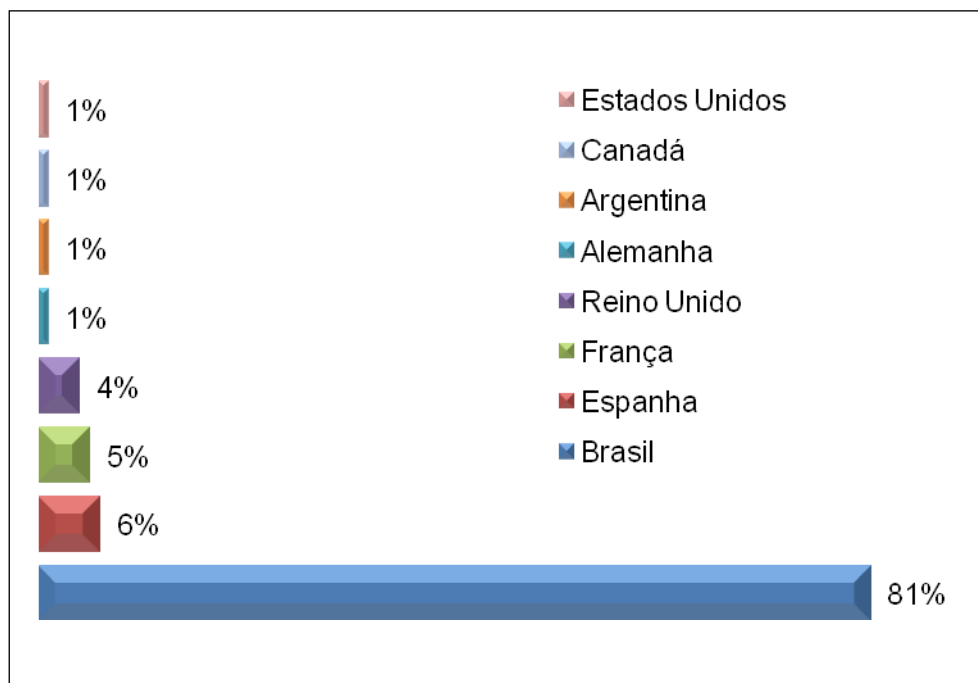 1%
1%
1%
1%
4%
5%
6%
81%
Estados Unidos
Canadá
Argentina
Alemanha
Reino Unido
França
Espanha
Brasil